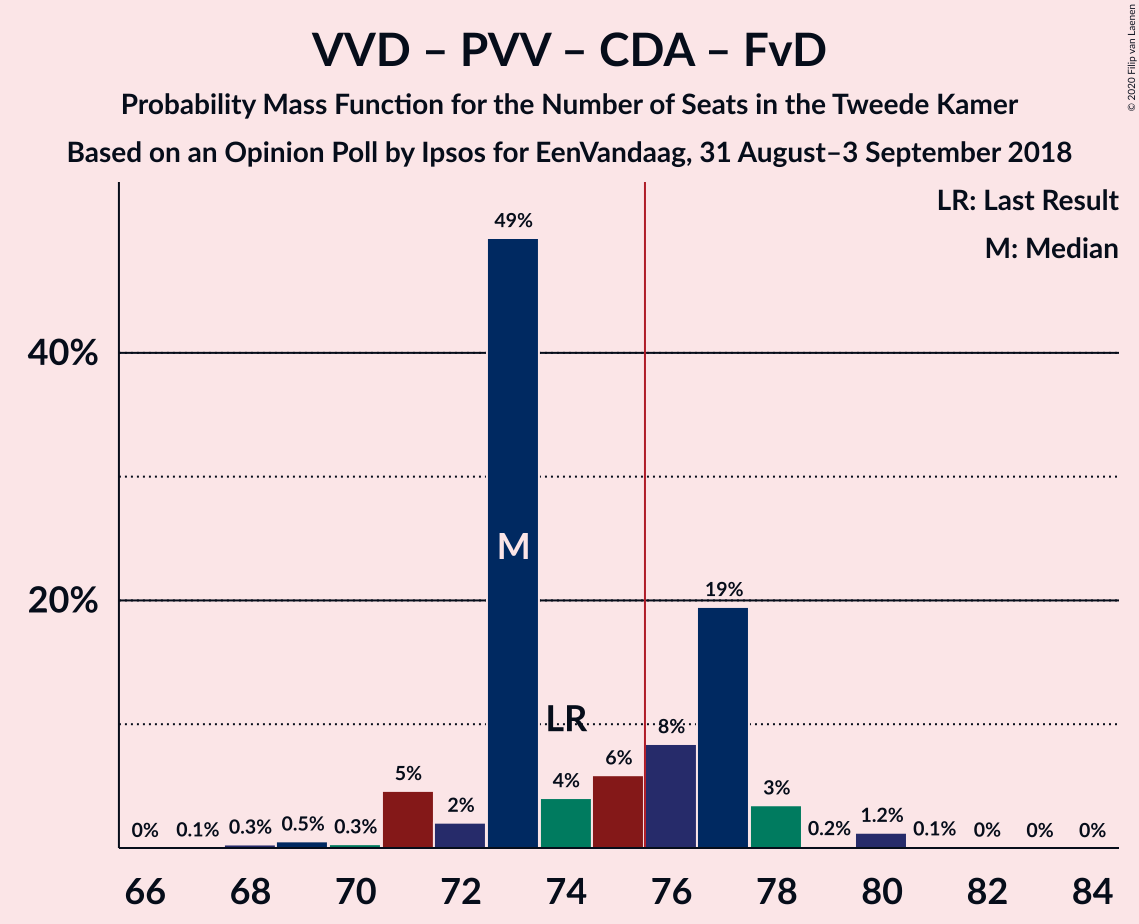 VVD – PVV – CDA – FvD
Probability Mass Function for the Number of Seats in the Tweede Kamer
Based on an Opinion Poll by Ipsos for EenVandaag, 31 August–3 September 2018
© 2020 Filip van Laenen
LR: Last Result
M: Median
49%
40%
M
20%
19%
LR
8%
6%
5%
4%
3%
2%
1.2%
0% 0.1% 0.3% 0.5% 0.3% 0.2% 0.1% 0% 0% 0%
66 68 70 72 74 76 78 80 82 84